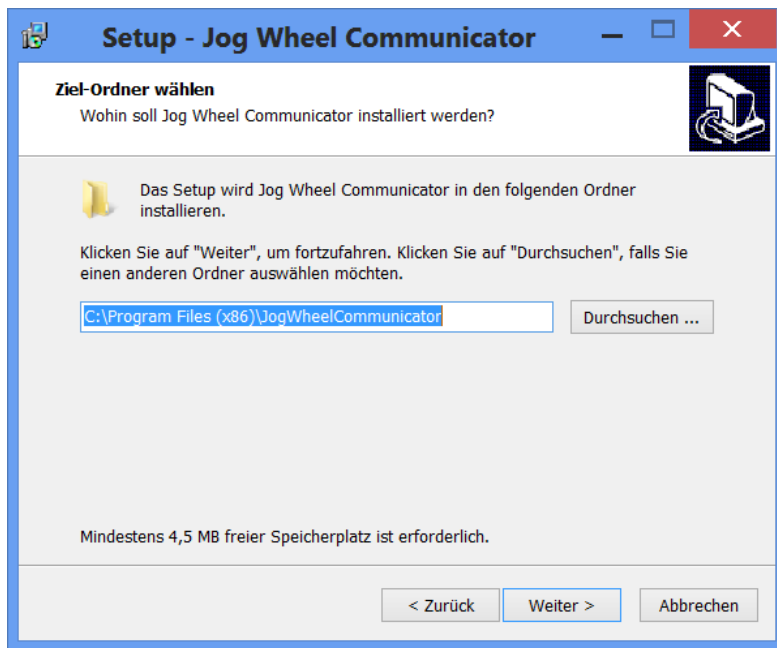 Setup - Jog Wheel Communicator
Ziel-Ordner wählen
Wohin soll Jog Wheel Communicator installiert werden?
Das Setup wird Jog Wheel Communicator in den folgenden Ordner
installieren.
Klicken Sie auf "Weiter", um fortzufahren. Klicken Sie auf "Durchsuchen", falls Sie
einen anderen Ordner auswählen möchten.
C:\Program Files (x86)\JogWheelCommunicator
Durchsuchen ...
Mindestens 4,5 MB freier Speicherplatz ist erforderlich.
< Zurück
Weiter >
Abbrechen